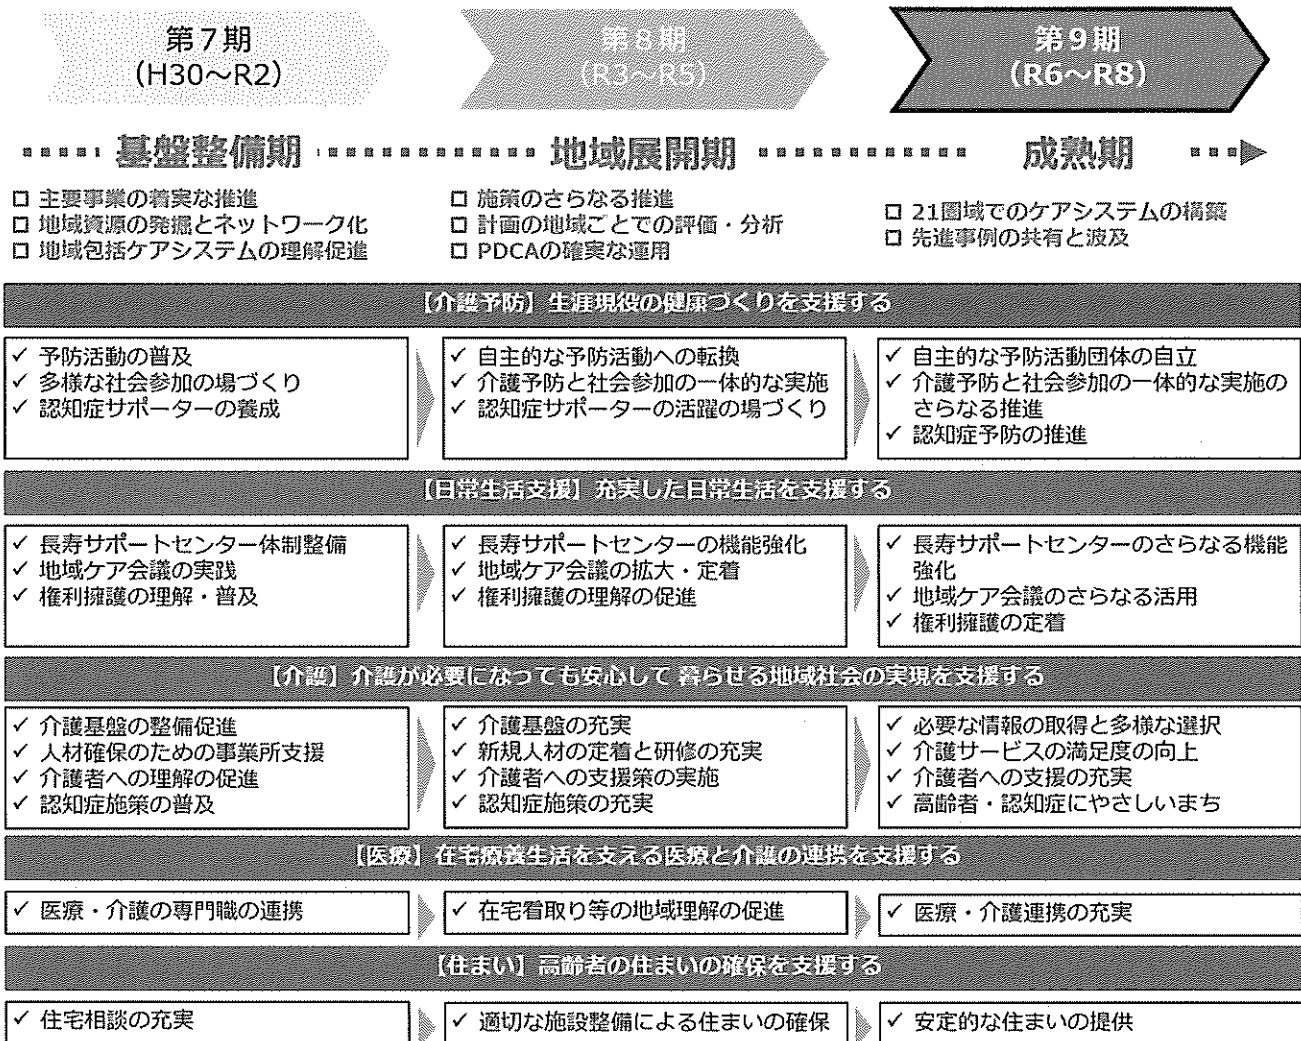 第7期
(H30～R2)
第8期
(R3～R5)
第9期
(R6～R8)
基盤整備期
地域展開期
成熟期
□ 主要事業の着実な推進
□ 地域資源の発掘とネットワーク化
□ 地域包括ケアシステムの理解促進
□ 施策のさらなる推進
□ 計画の地域ごとでの評価・分析
□ PDCAの確実な運用
□ 21圏域でのケアシステムの構築
□ 先進事例の共有と波及
【介護予防】生涯現役の健康づくりを支援する
✓ 予防活動の普及
✓ 多様な社会参加の場づくり
✓ 認知症サポーターの養成
✓ 自主的な予防活動への転換
✓ 介護予防と社会参加の一体的な実施
✓ 認知症サポーターの活躍の場づくり
✓ 自主的な予防活動団体の自立
✓ 介護予防と社会参加の一体的な実施の
さらなる推進
✓ 認知症予防の推進
【日常生活支援】充実した日常生活を支援する
✓ 長寿サポートセンター体制整備
✓ 地域ケア会議の実践
✓ 権利擁護の理解・普及
✓ 長寿サポートセンターの機能強化
✓ 地域ケア会議の拡大・定着
✓ 権利擁護の理解の促進
✓ 長寿サポートセンターのさらなる機能
強化
✓ 地域ケア会議のさらなる活用
✓ 権利擁護の定着
【介護】介護が必要になっても安心して 暮らせる地域社会の実現を支援する
✓ 介護基盤の整備促進
✓ 人材確保のための事業所支援
✓ 介護者への理解の促進
✓ 認知症施策の普及
✓ 介護基盤の充実
✓ 新規人材の定着と研修の充実
✓ 介護者への支援策の実施
✓ 認知症施策の充実
✓ 必要な情報の取得と多様な選択
✓ 介護サービスの満足度の向上
✓ 介護者への支援の充実
✓ 高齢者・認知症にやさしいまち
【医療】在宅療養生活を支える医療と介護の連携を支援する
✓ 医療・介護の専門職の連携
✓ 在宅看取り等の地域理解の促進
✓ 医療・介護連携の充実
【住まい】高齢者の住まいの確保を支援する
✓ 住宅相談の充実
✓ 適切な施設整備による住まいの確保
✓ 安定的な住まいの提供